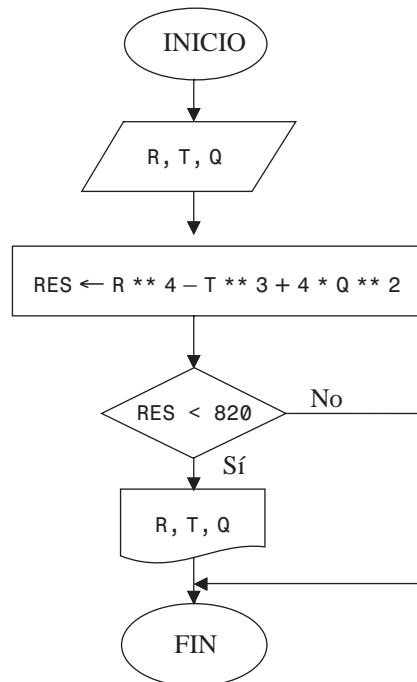 INICIO
R, T, Q
RES ← R ** 4 – T ** 3 + 4 * Q ** 2
RES < 820
No
Sí
R, T, Q
FIN